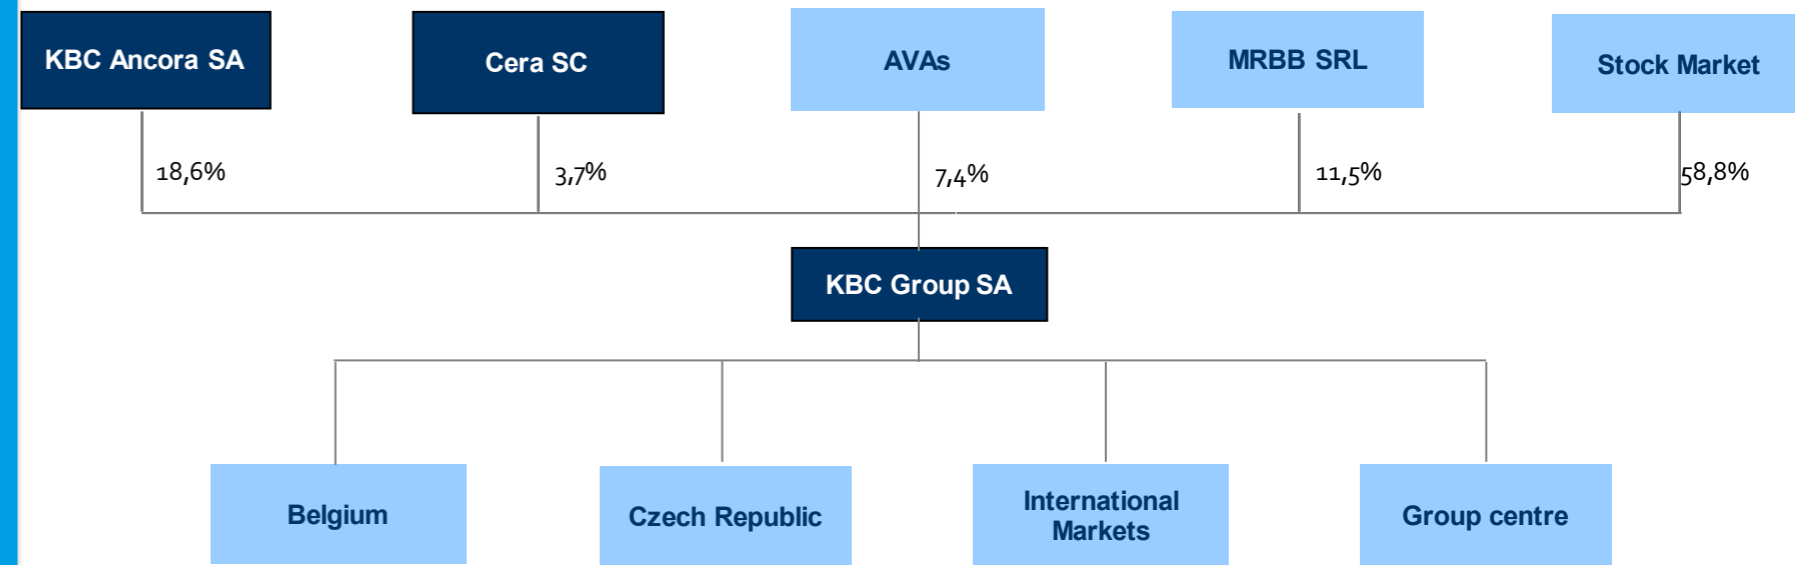 KBC Ancora SA
Cera SC
AVAs
MRBB SRL
Stock Market
18,6%
3,7%
7,4%
11,5%
58,8%
KBC Group SA
Belgium
Czech Republic
International
Markets
Group centre